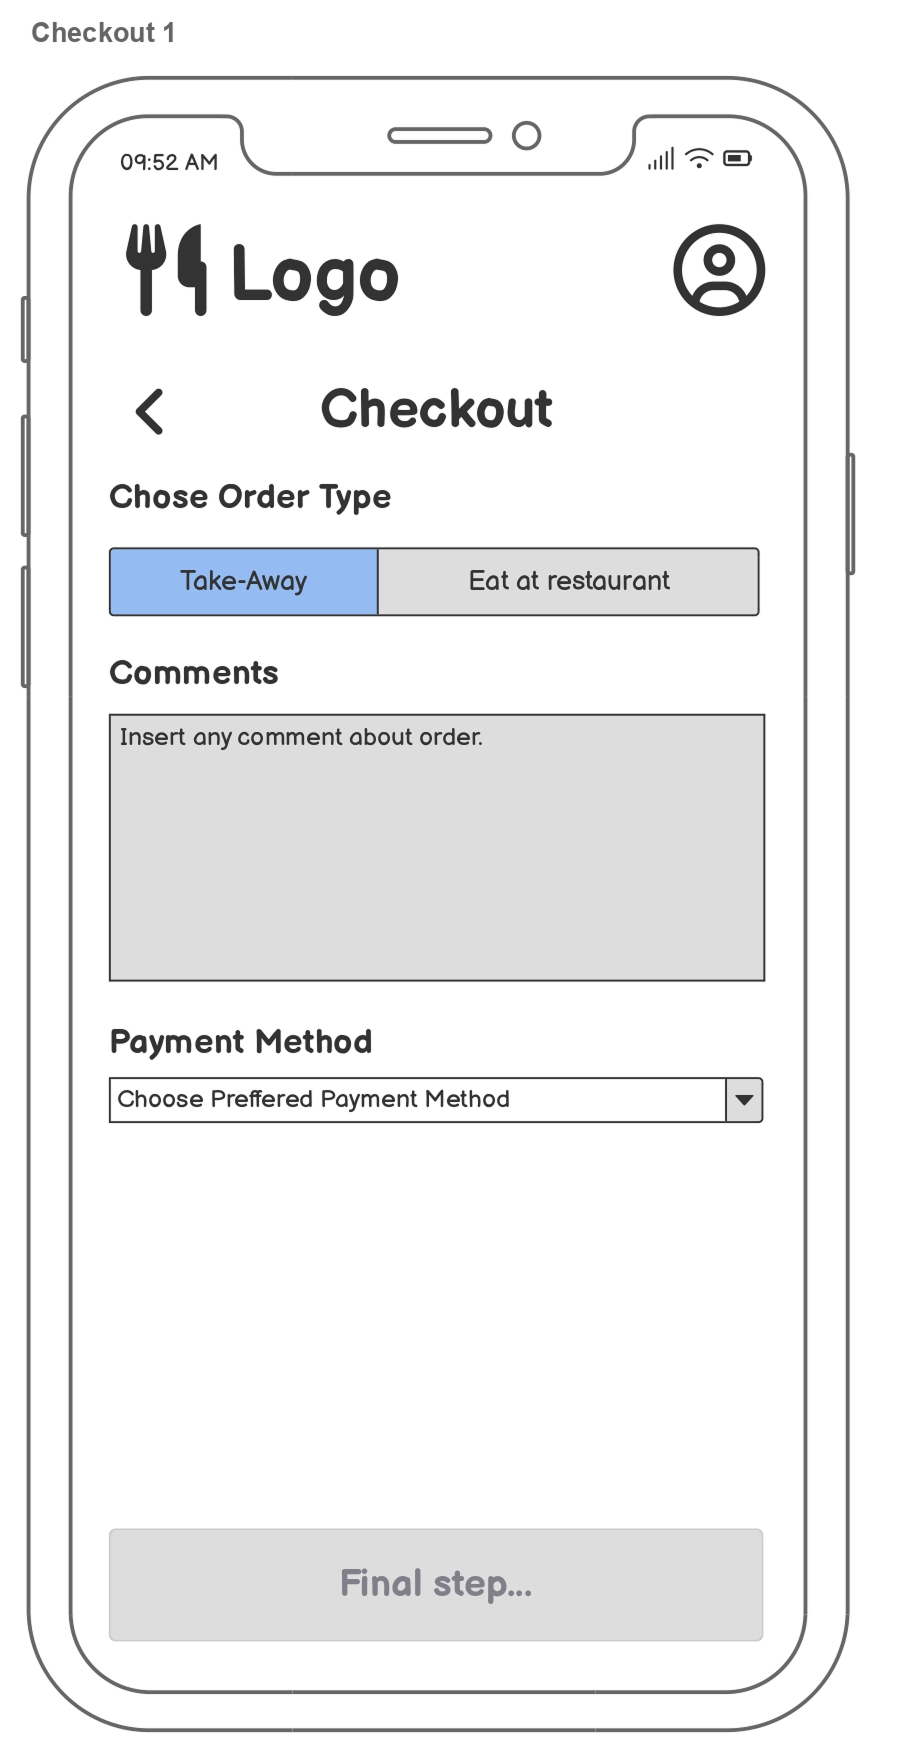 Checkout 1
09:52 AM
Logo
Checkout
Chose Order Type
Take-Away
Eat at restaurant
Comments
Insert any comment about order.
Payment Method
Choose Preffered Payment Method
Final step...